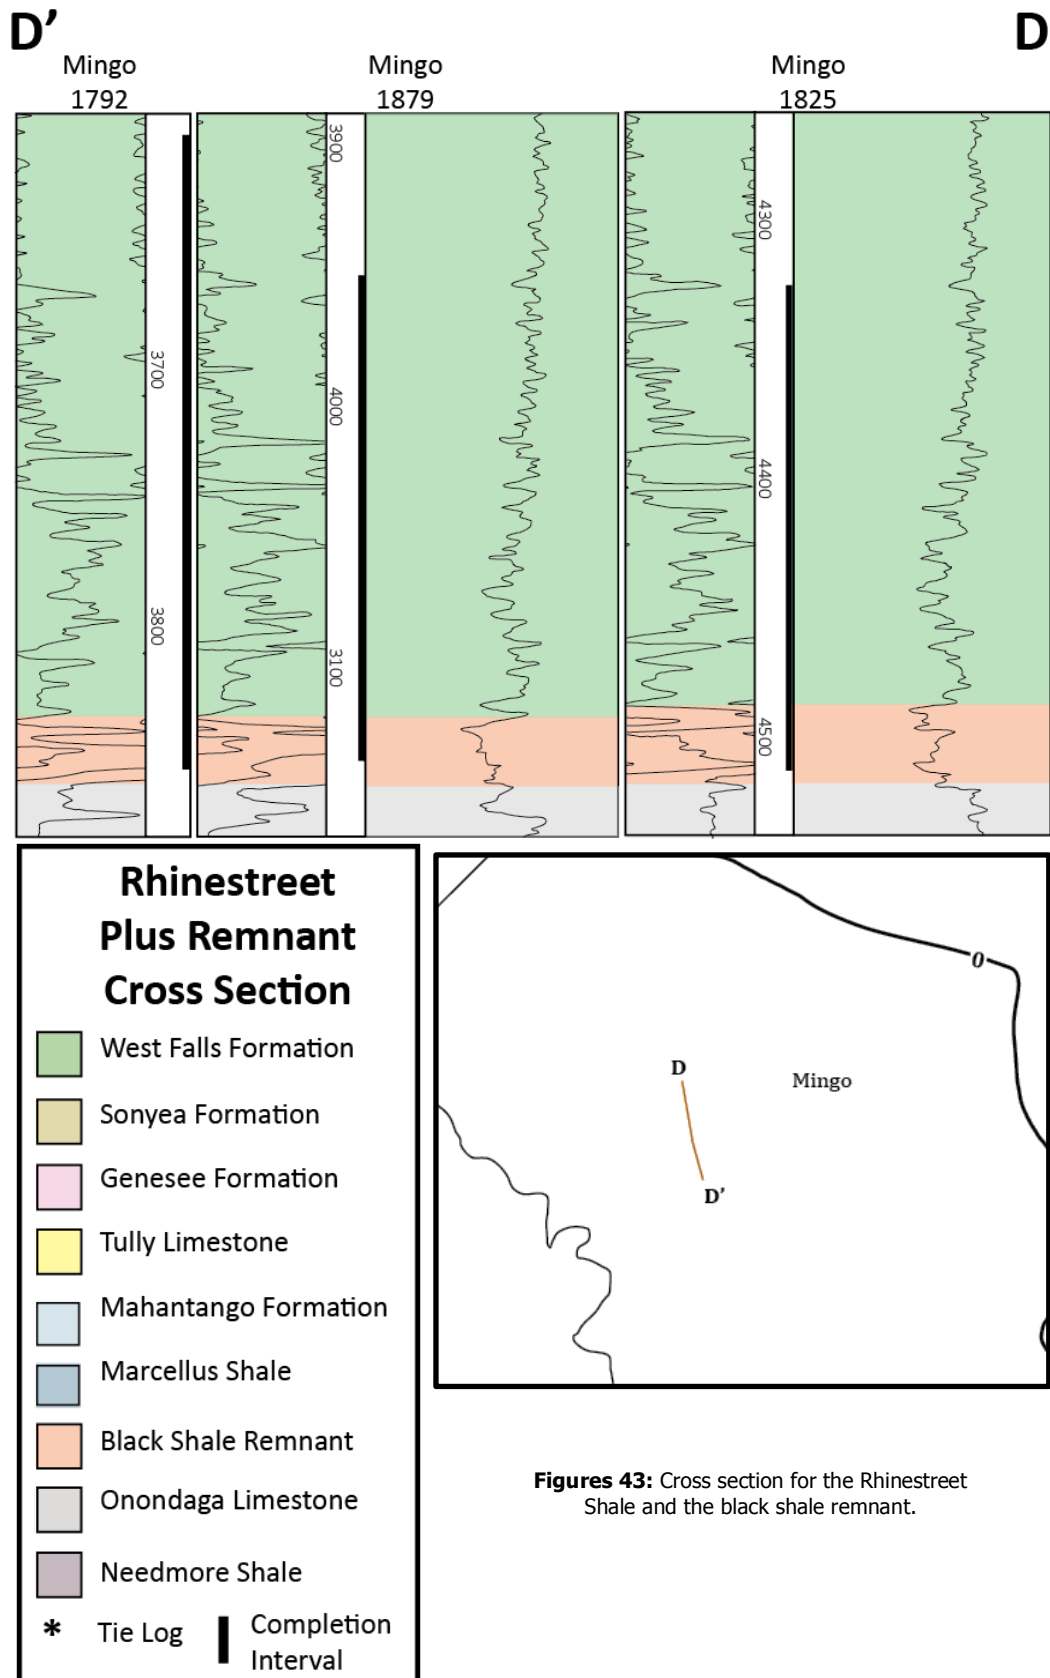 D’
D
Mingo
1792
Mingo
1879
Mingo
1825
3700
3800
3900
4000
3100
4300
4400
4500
Rhinestreet
Plus Remnant
Cross Section
West Falls Formation
Sonyea Formation
Genesee Formation
Tully Limestone
Mahantango Formation
Marcellus Shale
Black Shale Remnant
Onondaga Limestone
Needmore Shale
* Tie Log
Completion
Interval
0
D
Mingo
D’
Figures 43: Cross section for the Rhinestreet
Shale and the black shale remnant.